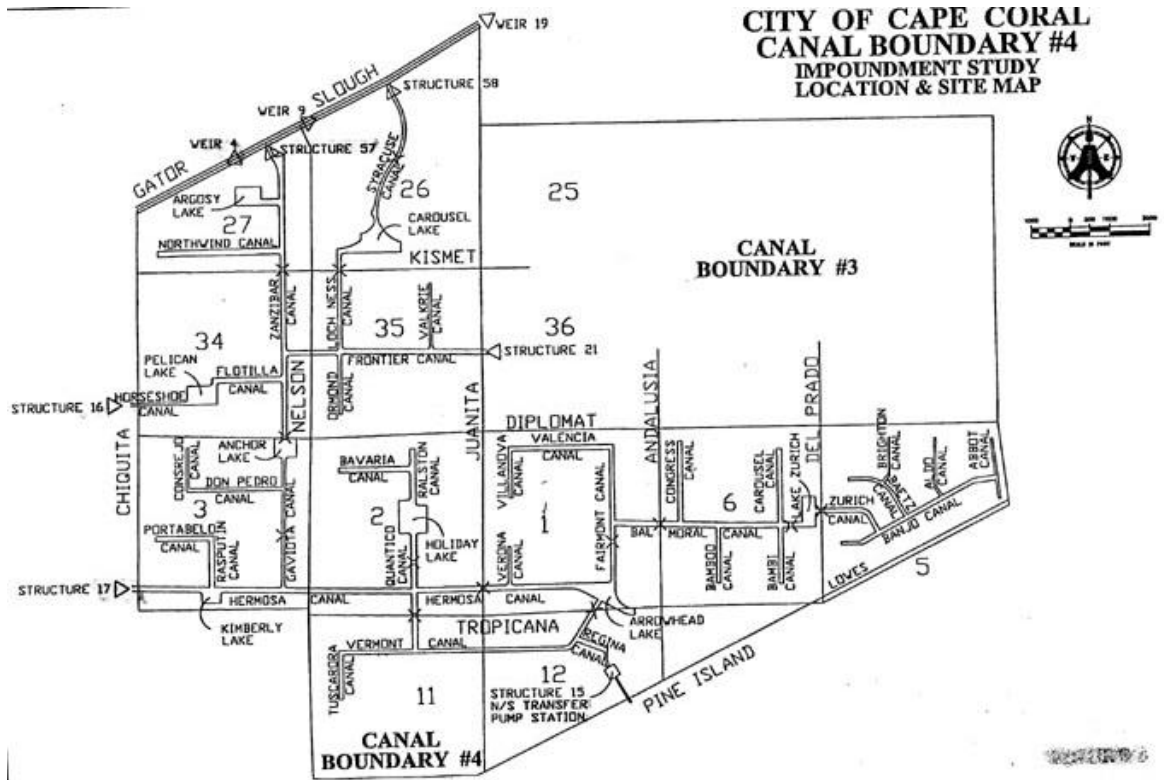 CITY OF CAPE CORAL
CANAL BOUNDARY #4
IMPOUNDMENT STUDY
LOCATION & SITE MAP
WEIR 19
STRUCTURE 58
WEIR 9
SLOUGH
WEIR 4
STRUCTURE 57
GATOR
SYRACUSE
CANAL
26
25
ARGOSY
LAKE
27
CAROUSEL
LAKE
NORTHWIND CANAL
KISMET
CANAL
BOUNDARY #3
N
SCALE IN FEET
ZANZIBAR
CANAL
LOCH NESS
CANAL
VALKRIE
CANAL
34
35
36
PELICAN
LAKE
FRONTIER CANAL
STRUCTURE 21
FLOTILLA
CANAL
HORSESHOE
CANAL
STRUCTURE 16
NELSON
ORMOND
CANAL
JUANITA
DIPLOMAT
ANDALUSIA
DEL PRADO
CHIQUITA
CONSREJO
CANAL
ANCHOR
LAKE
DON PEDRO
CANAL
BAVARIA
CANAL
RALSTON
CANAL
VILLANOVA
CANAL
VALENCIA
CANAL
CONGRESS
CANAL
CAROUSEL
CANAL
LAKE ZURICH
BRIGHTON
CANAL
BAETZ
CANAL
ALDO
CANAL
ABBOT
CANAL
3
2
1
6
PORTABELO
CANAL
RASPUTIN
CANAL
GAVIOTA CANAL
HOLIDAY
LAKE
QUANTICO
CANAL
VERONA
CANAL
FAIRMONT CANAL
BAL
MORAL
CANAL
ZURICH
CANAL
BANJO CANAL
BAMBOO
CANAL
BAMBI
CANAL
LOWES
5
STRUCTURE 17
HERMOSA
CANAL
HERMOSA
CANAL
KIMBERLY
LAKE
TROPICANA
ARROWHEAD
LAKE
VERMONT
CANAL
REGINA
CANAL
TUSCARORA
CANAL
11
12
STRUCTURE 15
N/S TRANSFER
PUMP STATION
PINE ISLAND
CANAL
BOUNDARY #4